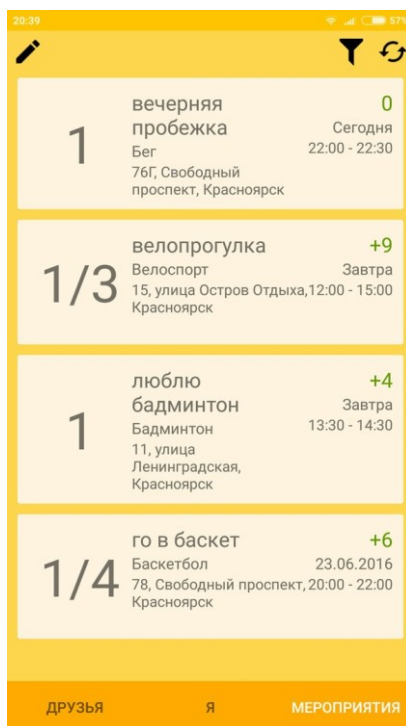 20:39 57%
1
вечерняя
пробежка
Бег
76Г, Свободный
проспект, Красноярск
0
Сегодня
22:00 - 22:30
1/3
велопрогулка
Велоспорт
15, улица Остров Отдыха,
Красноярск
+9
Завтра
12:00 - 15:00
1
люблю
бадминтон
Бадминтон
11, улица
Ленинградская,
Красноярск
+4
Завтра
13:30 - 14:30
1/4
го в баскет
Баскетбол
78, Свободный проспект,
Красноярск
+6
23.06.2016
20:00 - 22:00
ДРУЗЬЯ Я МЕРОПРИЯТИЯ